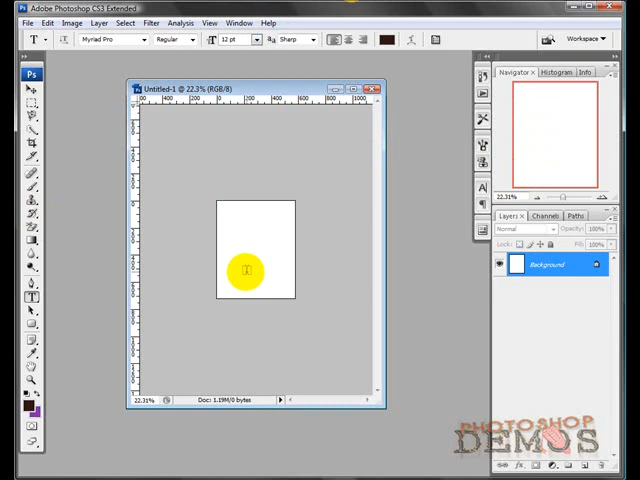 Adobe Photoshop CS3 Extended
File Edit Image Layer Select Filter Analysis View Window Help
T Myriad Pro Regular T 12 pt aa Sharp Workspace
Ps
Untitled-1 @ 22.3% (RGB/8)
Navigator × Histogram Info
22.31%
Layers × Channels Paths
Normal Opacity: 100%
Lock: Fill: 100%
Background
A
T
22.31% Doc: 1.19M/0 bytes
PHOTOSHOP
DEMOS